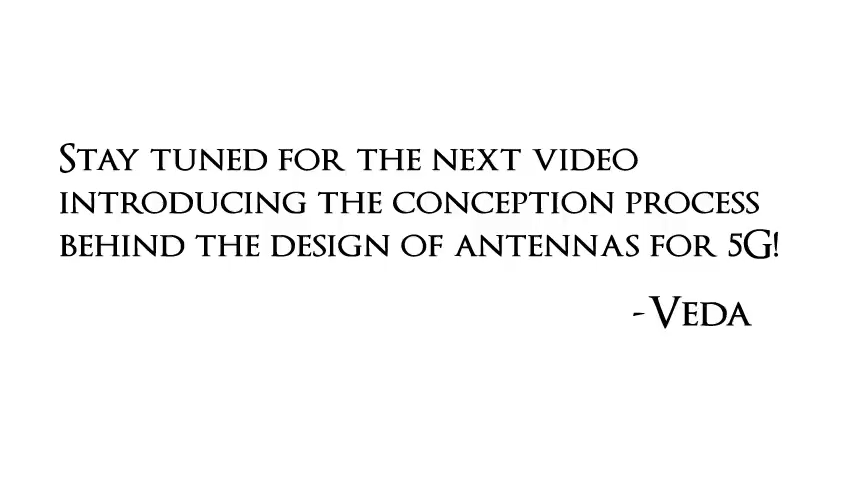 Stay tuned for the next video
introducing the conception process
behind the design of antennas for 5G!
-Veda